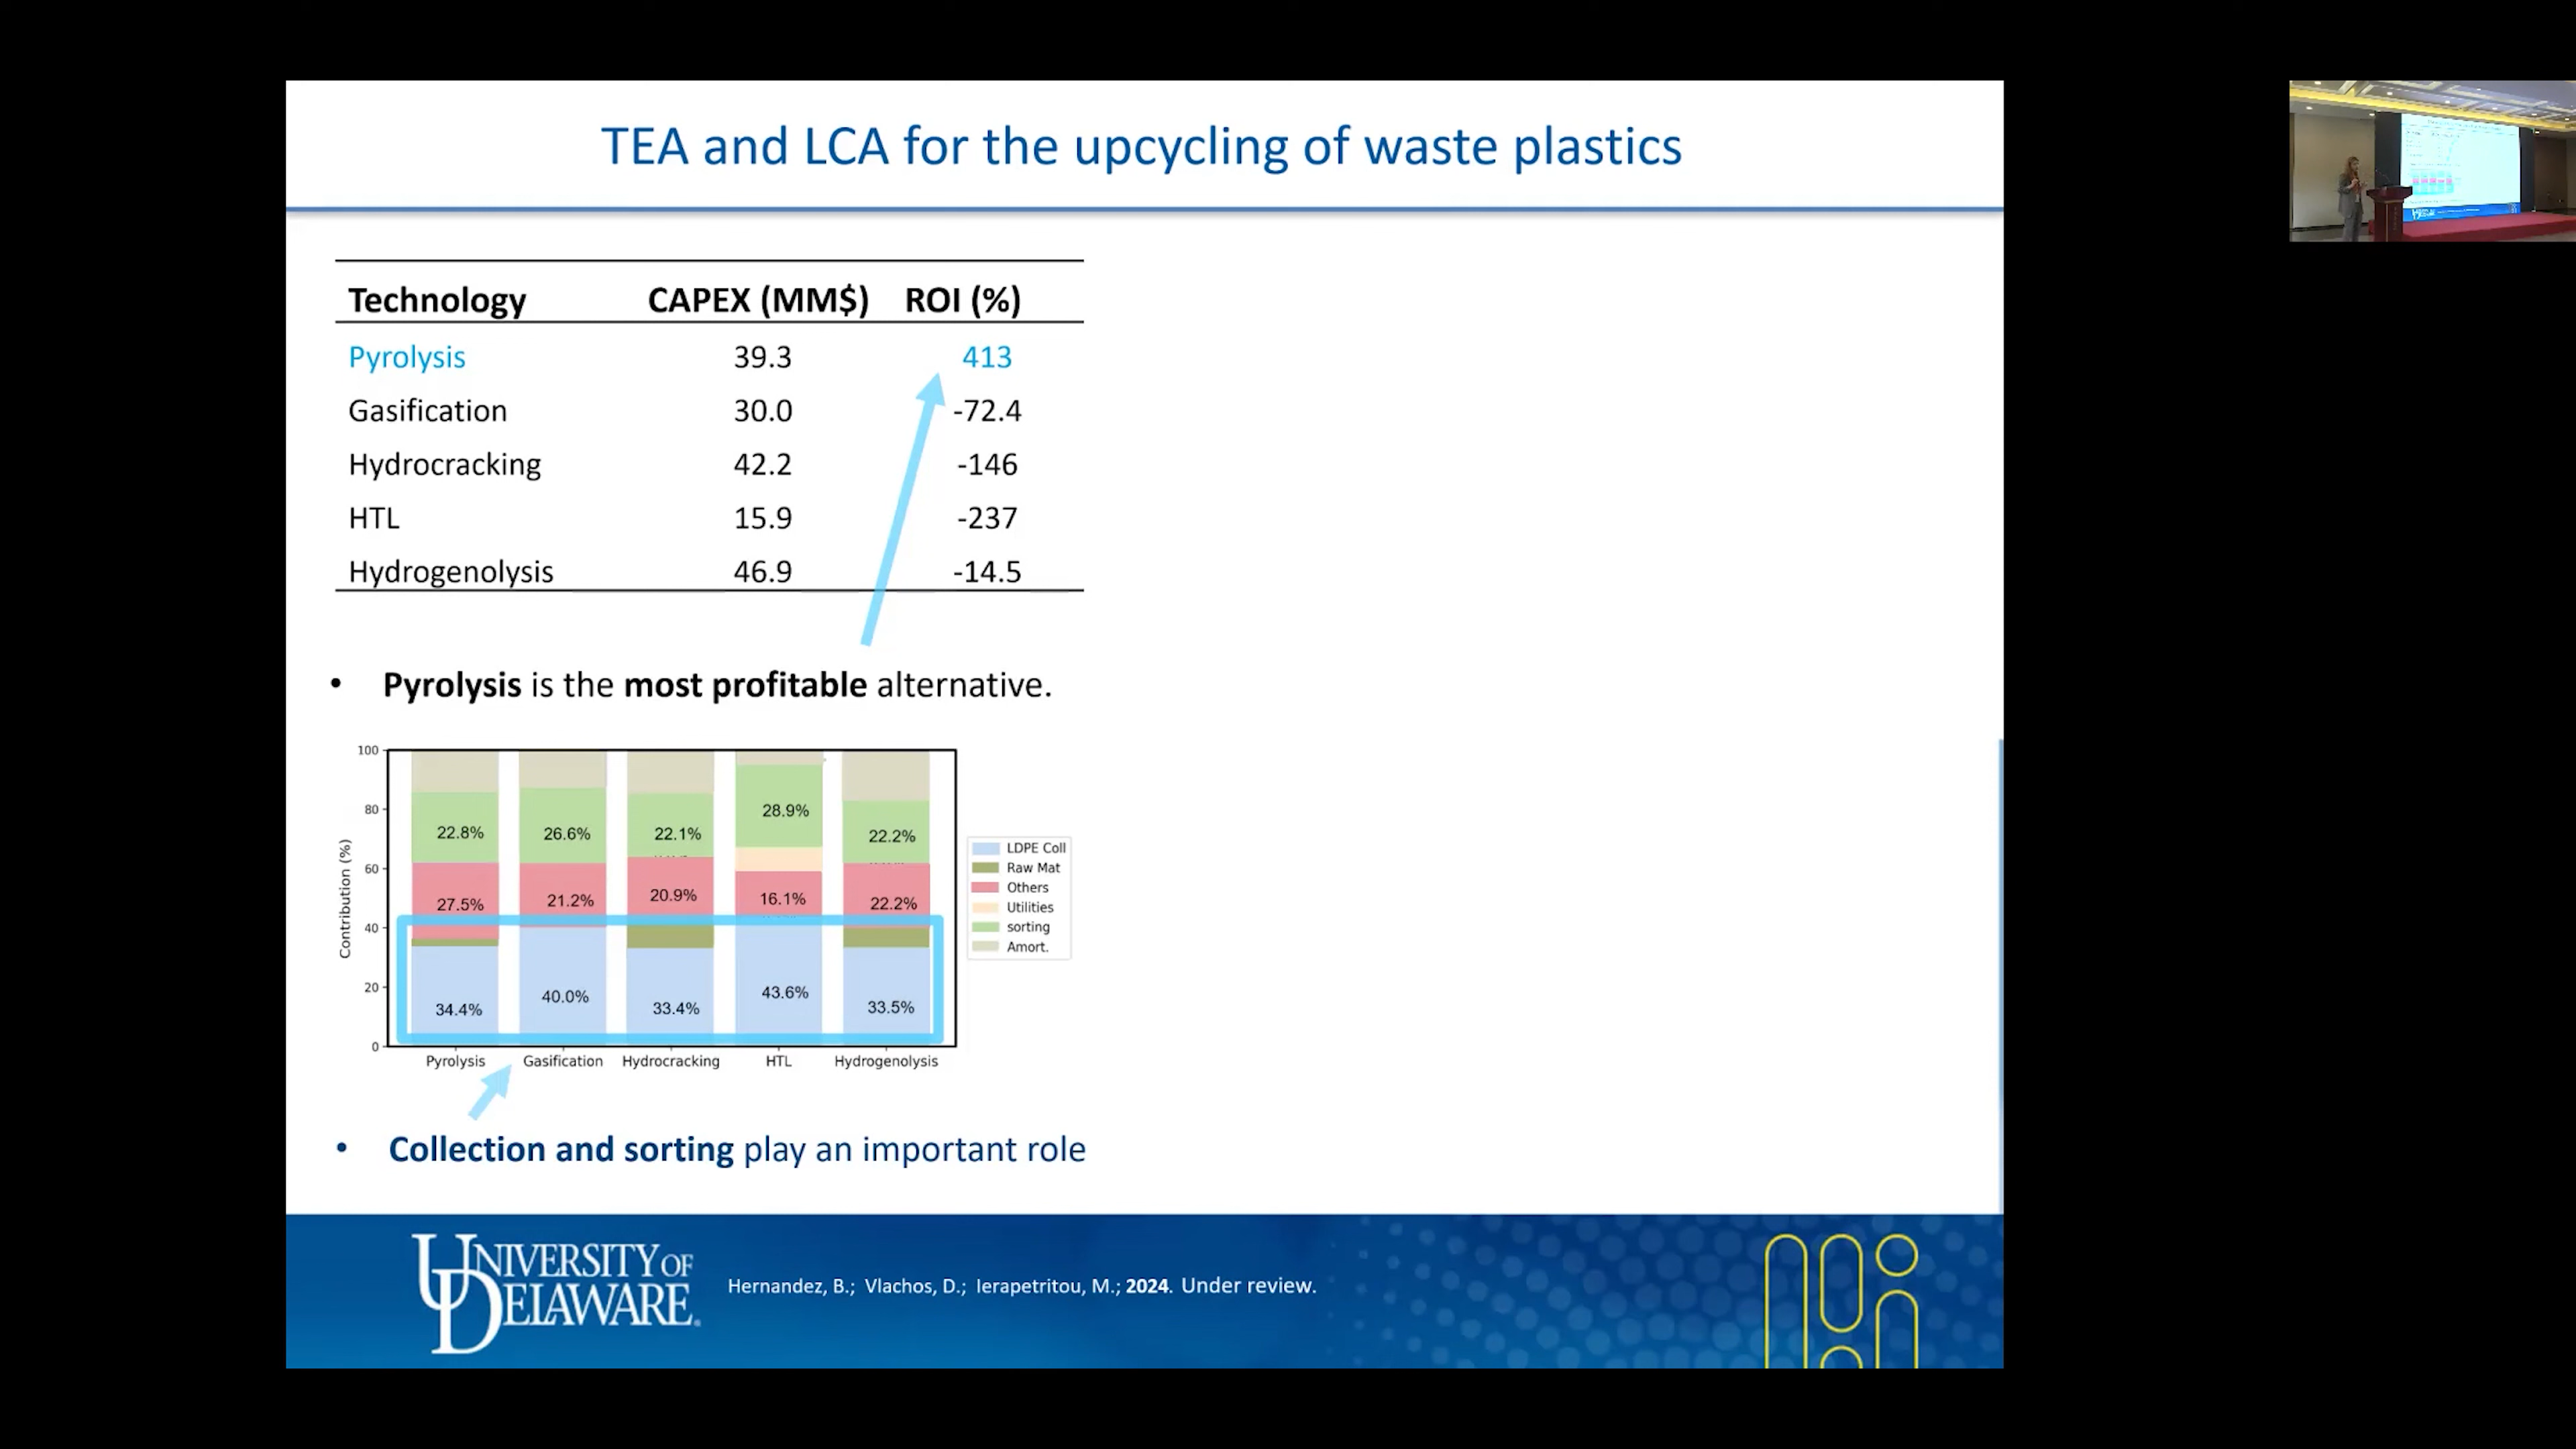 TEA and LCA for the upcycling of waste plastics
Technology CAPEX (MM$) ROI (%)
Pyrolysis 39.3 413
Gasification 30.0 -72.4
Hydrocracking 42.2 -146
HTL 15.9 -237
Hydrogenolysis 46.9 -14.5
• Pyrolysis is the most profitable alternative.
Contribution (%)
100
80
60
40
20
0
22.8% 26.6% 22.1% 28.9% 22.2%
27.5% 21.2% 20.9% 16.1% 22.2%
34.4% 40.0% 33.4% 43.6% 33.5%
Pyrolysis Gasification Hydrocracking HTL Hydrogenolysis
LDPE Coll
Raw Mat
Others
Utilities
sorting
Amort.
• Collection and sorting play an important role
UNIVERSITY OF
DELAWARE
Hernandez, B.; Vlachos, D.; Ierapetritou, M.; 2024. Under review.